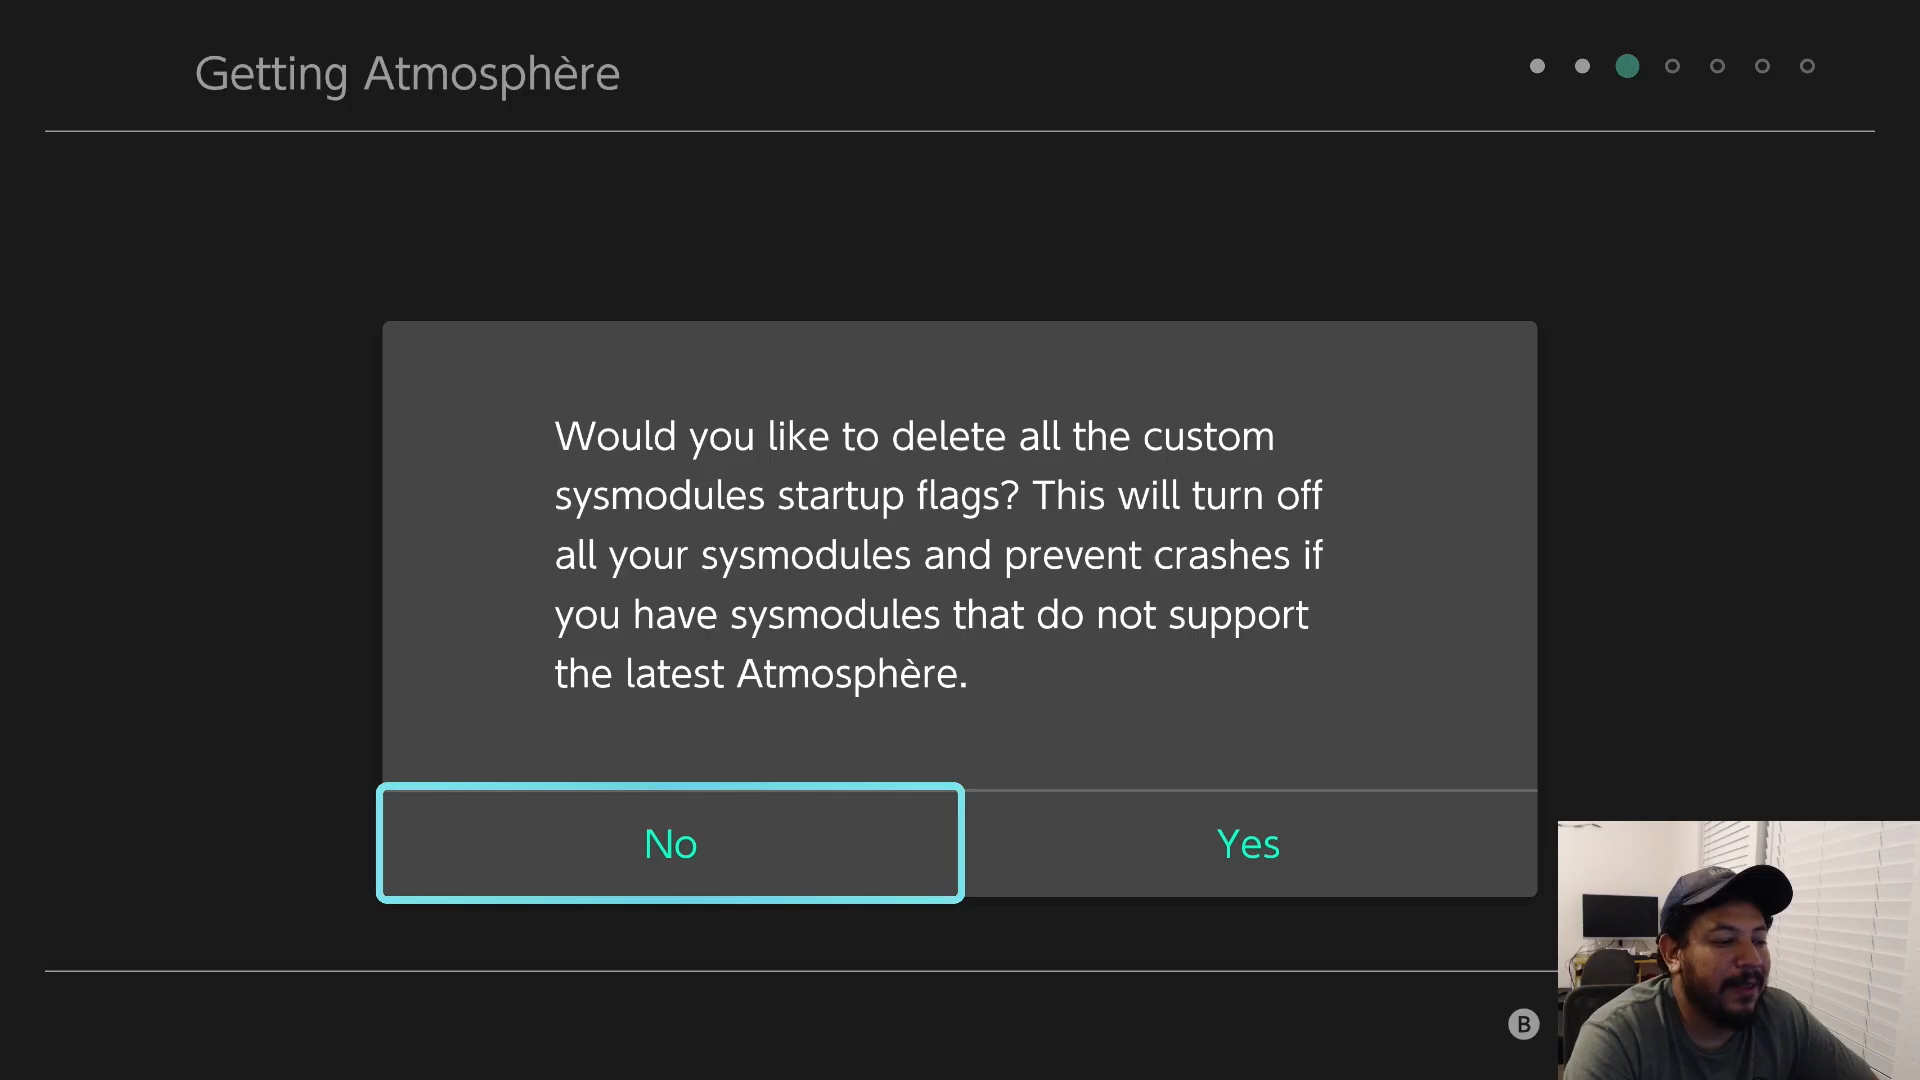 Getting Atmosphère
Would you like to delete all the custom
sysmodules startup flags? This will turn off
all your sysmodules and prevent crashes if
you have sysmodules that do not support
the latest Atmosphère.
No
Yes
B